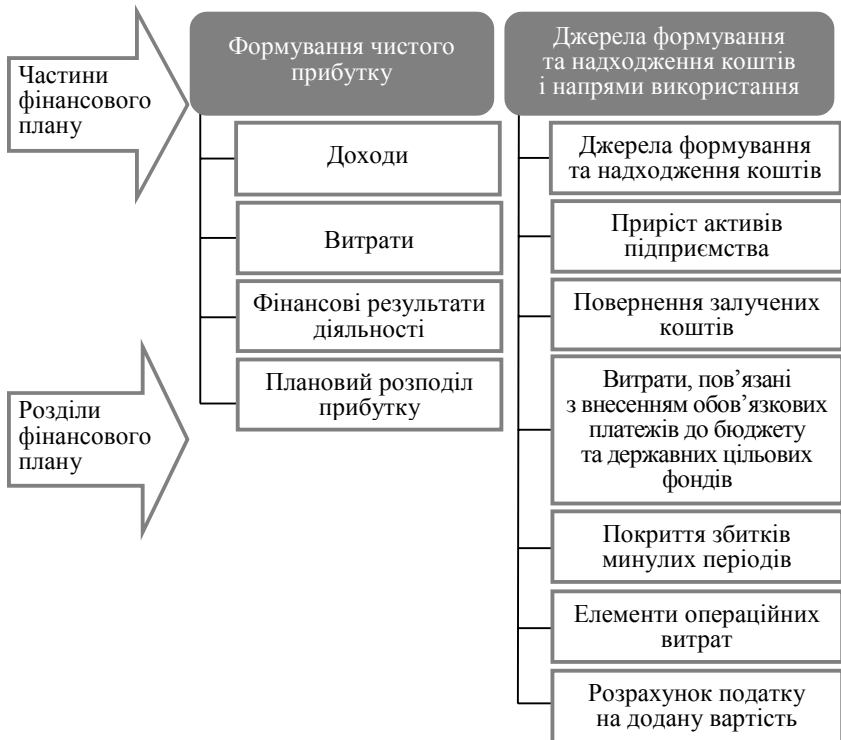 Частини
фінансового
плану
Формування чистого
прибутку
Джерела формування
та надходження коштів
і напрями використання
Доходи
Витрати
Фінансові результати
діяльності
Плановий розподіл
прибутку
Джерела формування
та надходження коштів
Приріст активів
підприємства
Повернення залучених
коштів
Витрати, пов’язані
з внесенням обов’язкових
платежів до бюджету
та державних цільових
фондів
Покриття збитків
минулих періодів
Елементи операційних
витрат
Розрахунок податку
на додану вартість
Розділи
фінансового
плану